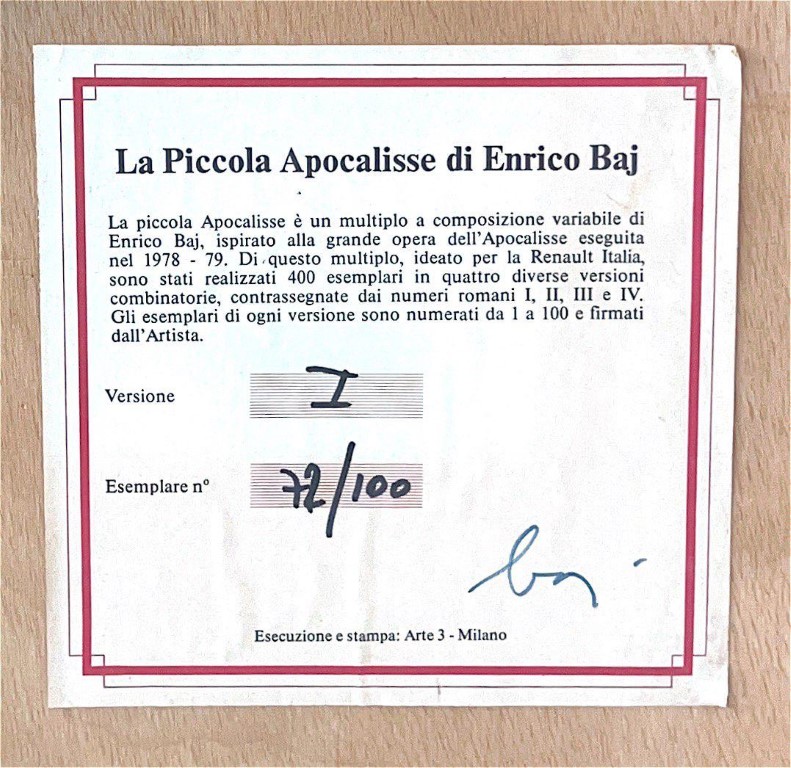 La Piccola Apocalisse di Enrico Baj
La piccola Apocalisse è un multiplo a composizione variabile di
Enrico Baj, ispirato alla grande opera dell'Apocalisse eseguita
nel 1978 - 79. Di questo multiplo, ideato per la Renault Italia,
sono stati realizzati 400 esemplari in quattro diverse versioni
combinatorie, contrassegnate dai numeri romani I, II, III e IV.
Gli esemplari di ogni versione sono numerati da 1 a 100 e firmati
dall'Artista.
Versione I
Esemplare n° 72/100
baj
Esecuzione e stampa: Arte 3 - Milano